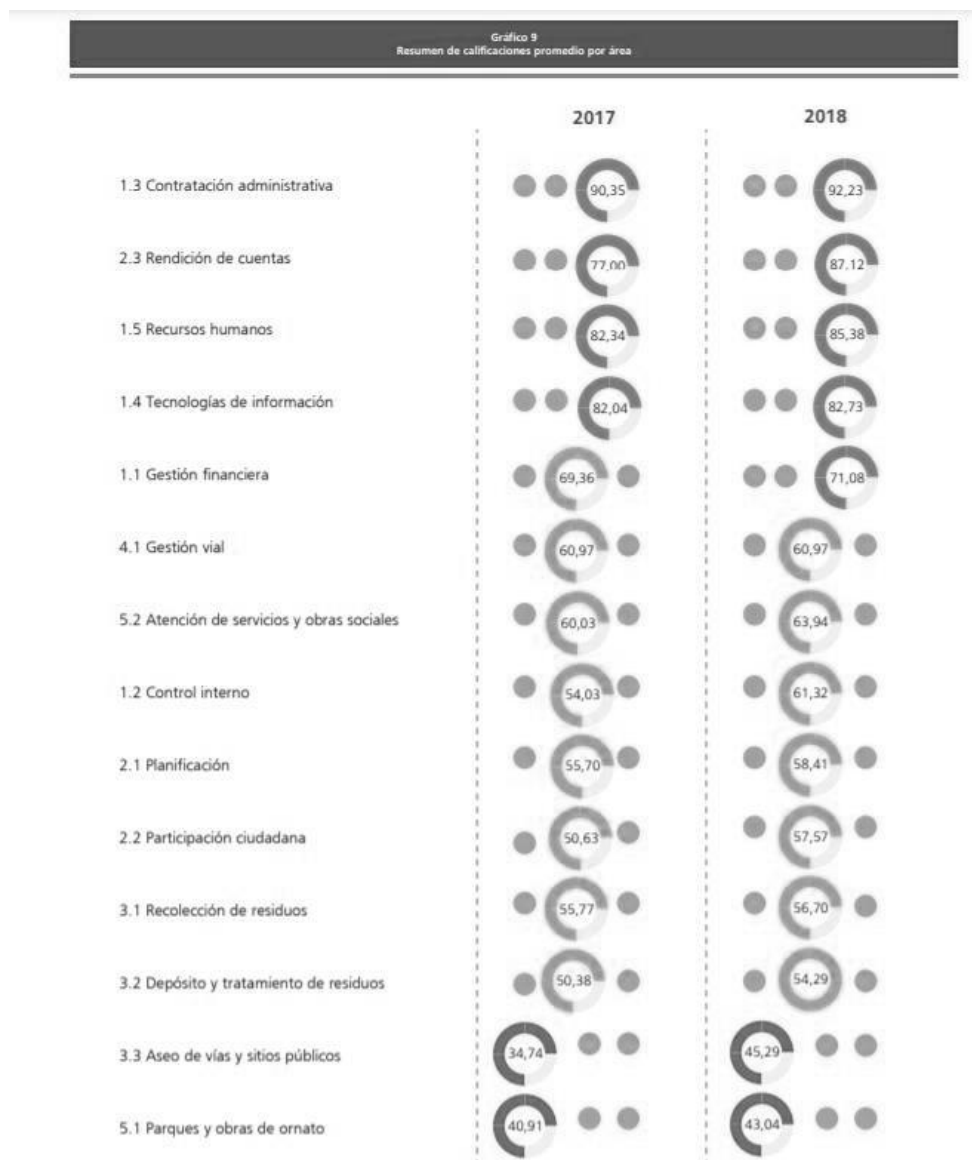 Gráfico 9
Resumen de calificaciones promedio por área
2017 2018
1.3 Contratación administrativa 90,35 92,23
2.3 Rendición de cuentas 77,00 87,12
1.5 Recursos humanos 82,34 85,38
1.4 Tecnologías de información 82,04 82,73
1.1 Gestión financiera 69,36 71,08
4.1 Gestión vial 60,97 60,97
5.2 Atención de servicios y obras sociales 60,03 63,94
1.2 Control interno 54,03 61,32
2.1 Planificación 55,70 58,41
2.2 Participación ciudadana 50,63 57,57
3.1 Recolección de residuos 55,77 56,70
3.2 Depósito y tratamiento de residuos 50,38 54,29
3.3 Aseo de vías y sitios públicos 34,74 45,29
5.1 Parques y obras de ornato 40,91 43,04